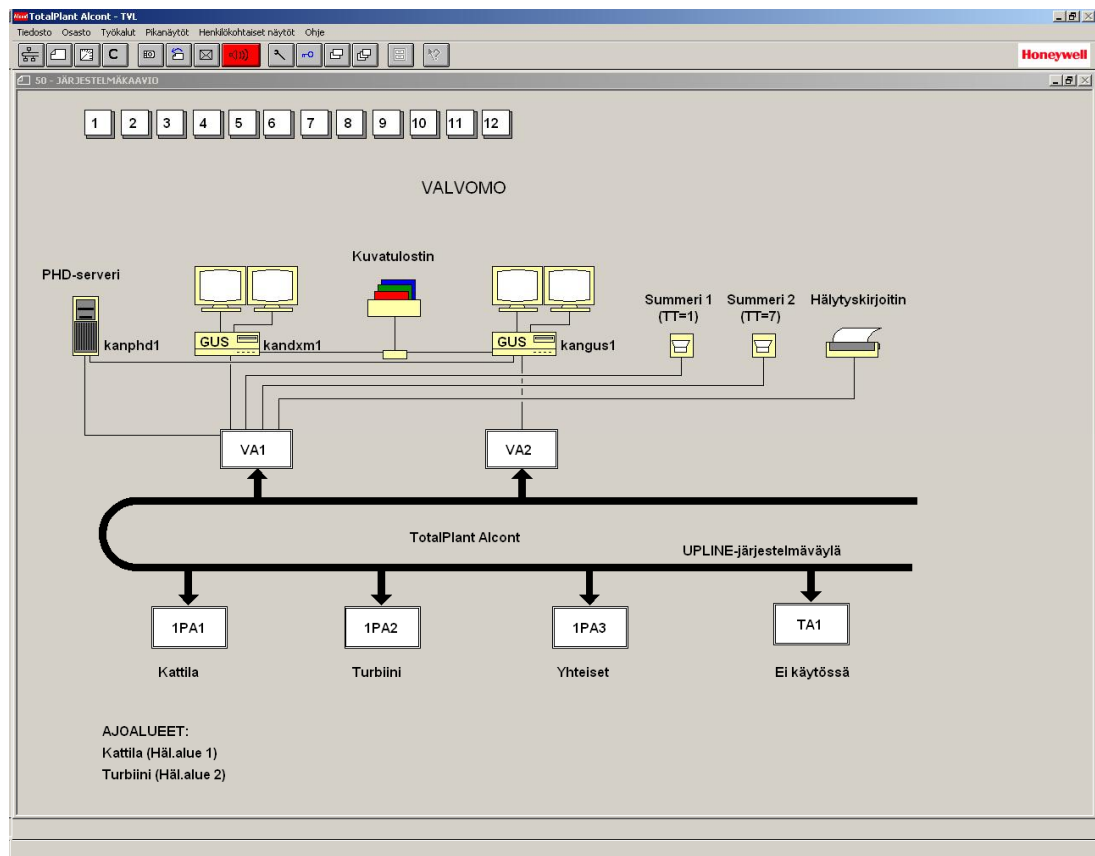 Alcont TotalPlant Alcont - TVL
Tiedosto Osasto Työkalut Pikanäytöt Henkilökohtaiset näytöt Ohje
C
Honeywell
50 - JÄRJESTELMÄKAAVIO
1 2 3 4 5 6 7 8 9 10 11 12
VALVOMO
Kuvatulostin
PHD-serveri
Summeri 1 Summeri 2 Hälytyskirjoitin
(TT=1) (TT=7)
kanphd1 GUS kandxm1 GUS kangus1
VA1 VA2
TotalPlant Alcont
UPLINE-järjestelmäväylä
1PA1 1PA2 1PA3 TA1
Kattila Turbiini Yhteiset Ei käytössä
AJOALUEET:
Kattila (Häl.alue 1)
Turbiini (Häl.alue 2)